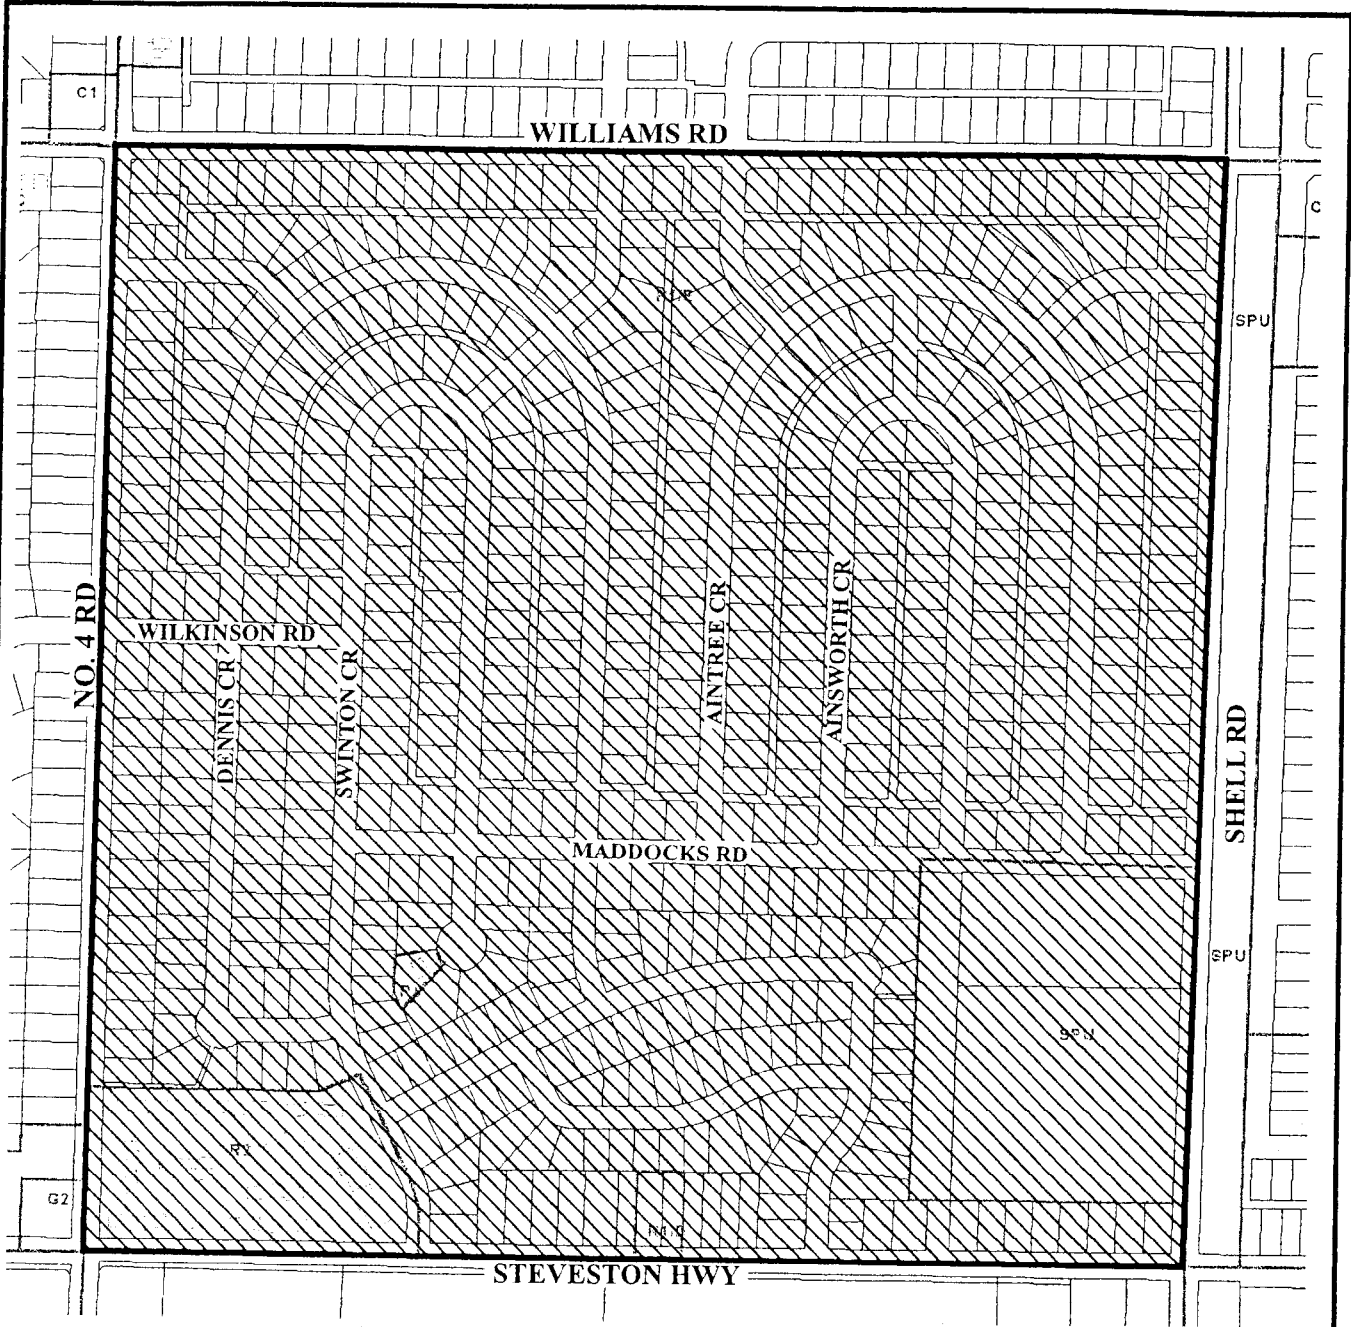 C1
WILLIAMS RD
C
SPU
NO. 4 RD
WILKINSON RD
DENNIS CR
SWINTON CR
AINTREE CR
AINSWORTH CR
SHELL RD
MADDOCKS RD
SPU
SPU
G2
STEVESTON HWY